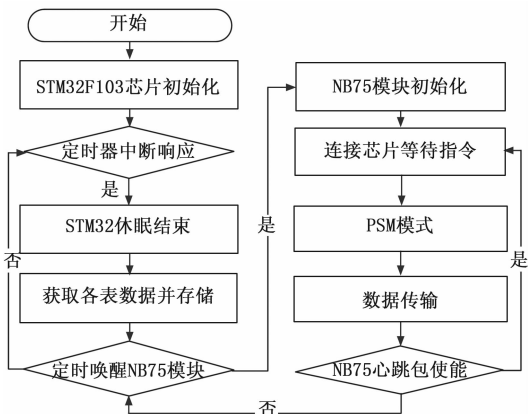 开始
STM32F103芯片初始化
定时器中断响应
是
STM32休眠结束
否
获取各表数据并存储
定时唤醒NB75模块
是
NB75模块初始化
连接芯片等待指令
PSM模式
是
数据传输
NB75心跳包使能
否